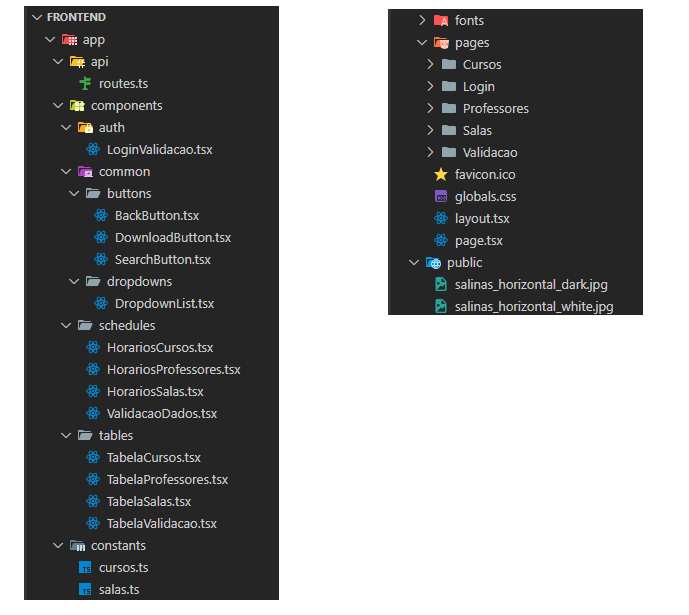 FRONTEND
app
api
routes.ts
components
auth
LoginValidacao.tsx
common
buttons
BackButton.tsx
DownloadButton.tsx
SearchButton.tsx
dropdowns
DropdownList.tsx
schedules
HorariosCursos.tsx
HorariosProfessores.tsx
HorariosSalas.tsx
ValidacaoDados.tsx
tables
TabelaCursos.tsx
TabelaProfessores.tsx
TabelaSalas.tsx
TabelaValidacao.tsx
constants
cursos.ts
salas.ts
fonts
pages
Cursos
Login
Professores
Salas
Validacao
favicon.ico
globals.css
layout.tsx
page.tsx
public
salinas_horizontal_dark.jpg
salinas_horizontal_white.jpg